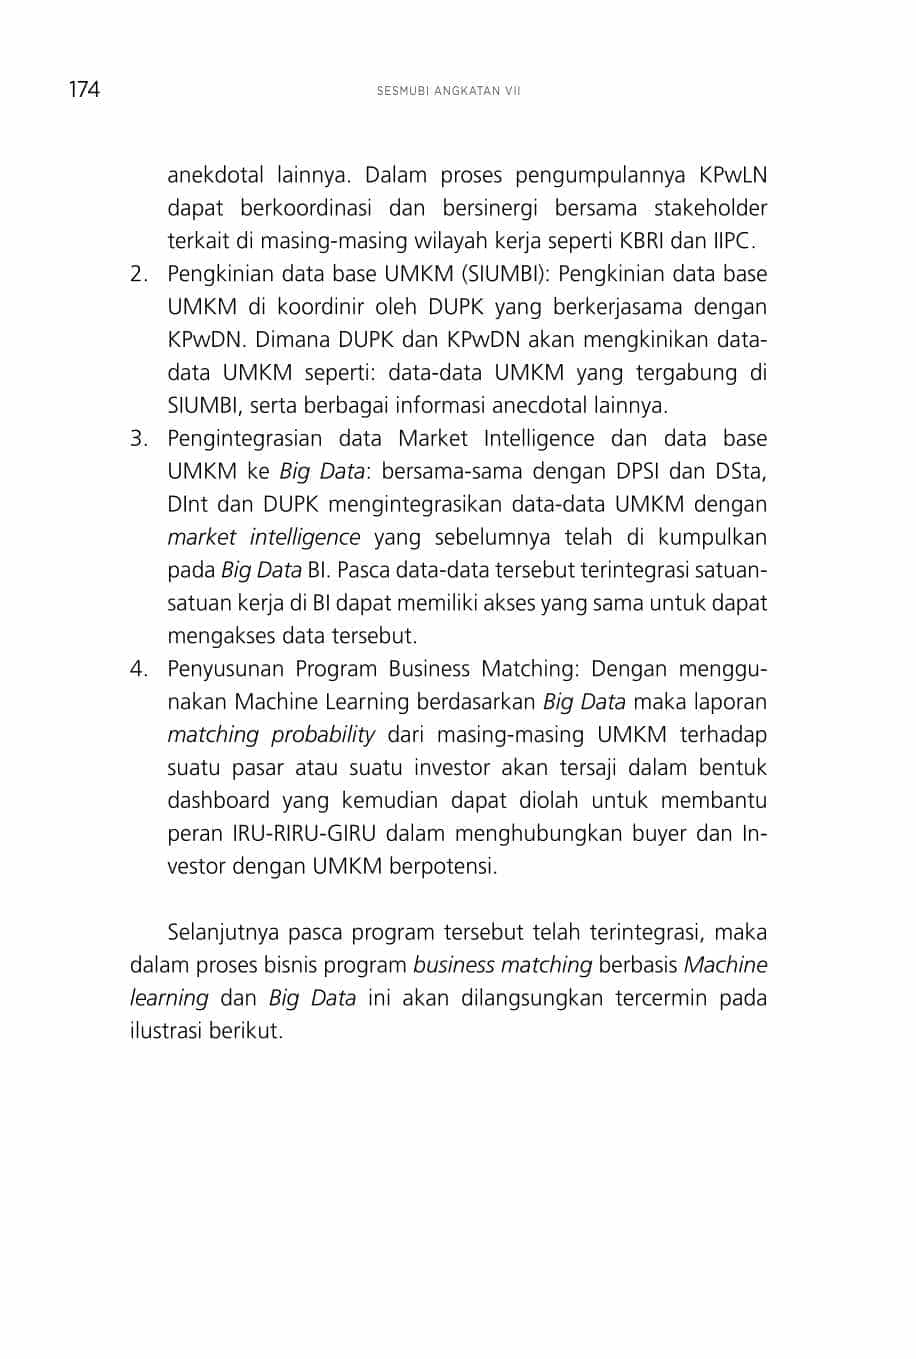 174
SESMUBI ANGKATAN VII
anekdotal lainnya. Dalam proses pengumpulannya KPwLN
dapat berkoordinasi dan bersinergi bersama stakeholder
terkait di masing-masing wilayah kerja seperti KBRI dan IIPC.
2. Pengkinian data base UMKM (SIUMBI): Pengkinian data base
UMKM di koordinir oleh DUPK yang berkerjasama dengan
KPwDN. Dimana DUPK dan KPwDN akan mengkinikan data-
data UMKM seperti: data-data UMKM yang tergabung di
SIUMBI, serta berbagai informasi anecdotal lainnya.
3. Pengintegrasian data Market Intelligence dan data base
UMKM ke Big Data: bersama-sama dengan DPSI dan DSta,
DInt dan DUPK mengintegrasikan data-data UMKM dengan
market intelligence yang sebelumnya telah di kumpulkan
pada Big Data BI. Pasca data-data tersebut terintegrasi satuan-
satuan kerja di BI dapat memiliki akses yang sama untuk dapat
mengakses data tersebut.
4. Penyusunan Program Business Matching: Dengan menggu-
nakan Machine Learning berdasarkan Big Data maka laporan
matching probability dari masing-masing UMKM terhadap
suatu pasar atau suatu investor akan tersaji dalam bentuk
dashboard yang kemudian dapat diolah untuk membantu
peran IRU-RIRU-GIRU dalam menghubungkan buyer dan In-
vestor dengan UMKM berpotensi.
Selanjutnya pasca program tersebut telah terintegrasi, maka
dalam proses bisnis program business matching berbasis Machine
learning dan Big Data ini akan dilangsungkan tercermin pada
ilustrasi berikut.